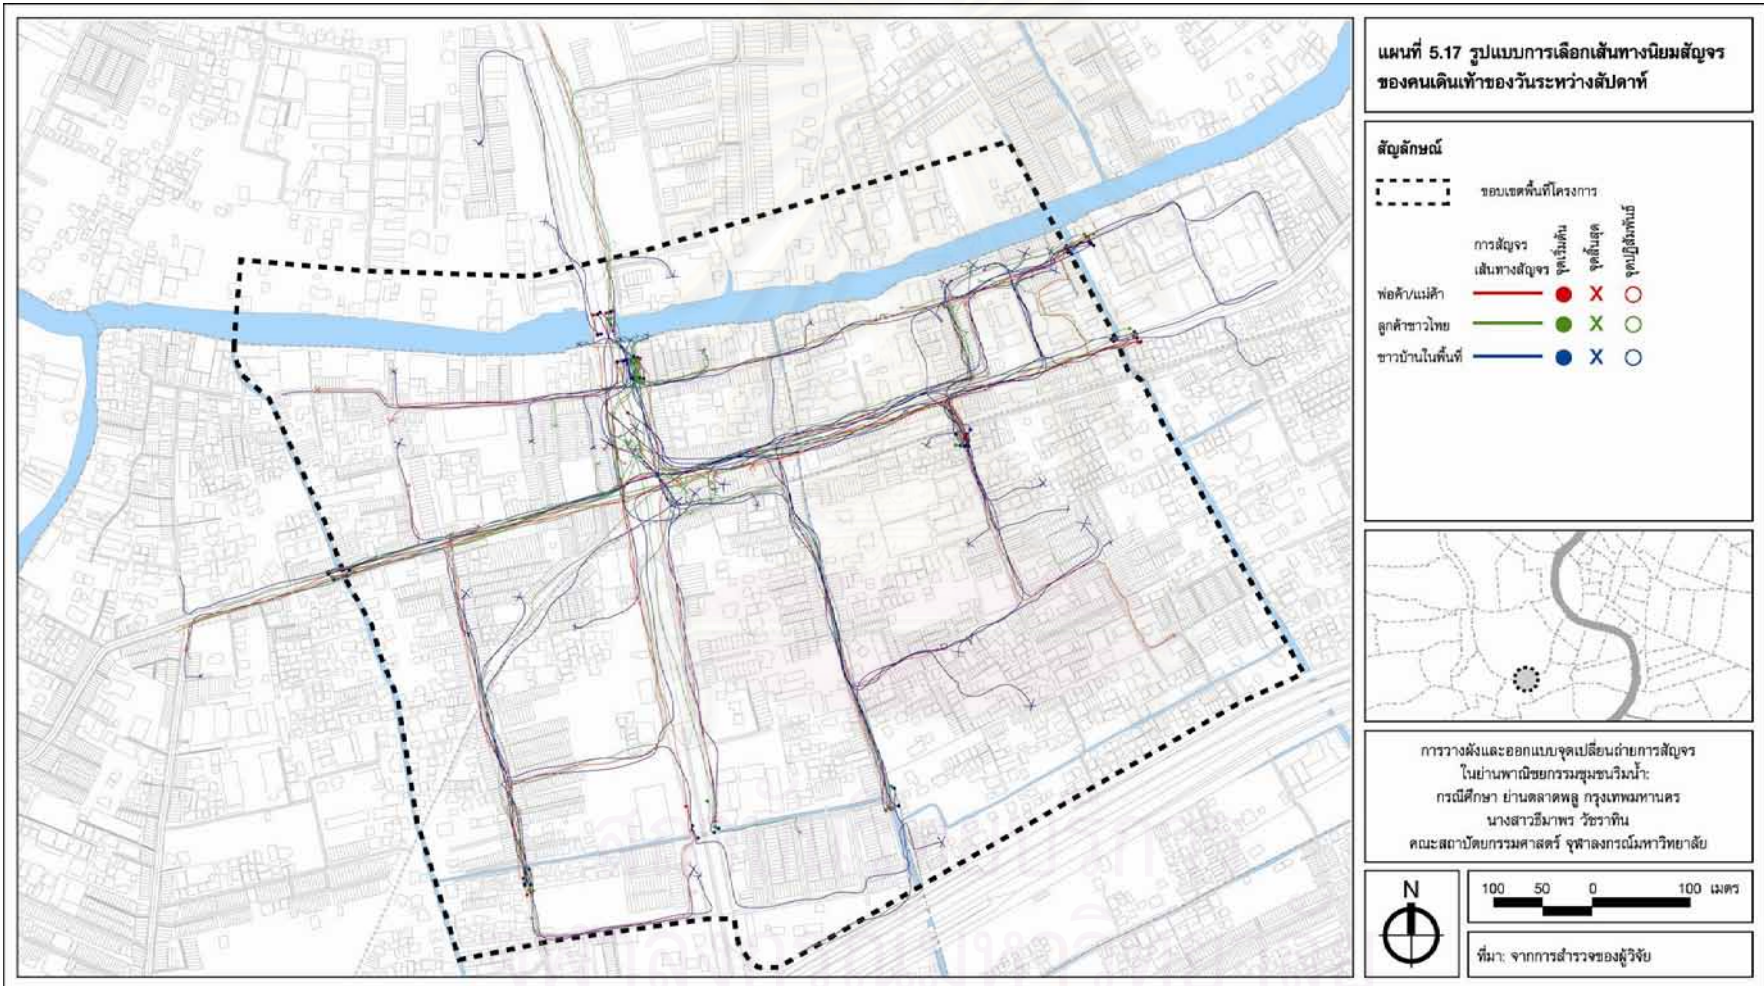 แผนที่ 5.17 รูปแบบการเลือกเส้นทางนิยมสัญจร
ของคนเดินเท้าของวันระหว่างสัปดาห์
สัญลักษณ์
ขอบเขตพื้นที่โครงการ
การสัญจร
เส้นทางสัญจร
จุดเริ่มต้น
จุดสิ้นสุด
จุดปฏิสัมพันธ์
พ่อค้า/แม่ค้า
X
ลูกค้าชาวไทย
X
ชาวบ้านในพื้นที่
X
การวางผังและออกแบบจุดเปลี่ยนถ่ายการสัญจร
ในย่านพาณิชยกรรมชุมชนริมน้ำ:
กรณีศึกษา ย่านตลาดพลู กรุงเทพมหานคร
นางสาวธีมาพร วัชราทิน
คณะสถาปัตยกรรมศาสตร์ จุฬาลงกรณ์มหาวิทยาลัย
N
100 50 0 100 เมตร
ที่มา: จากการสำรวจของผู้วิจัย